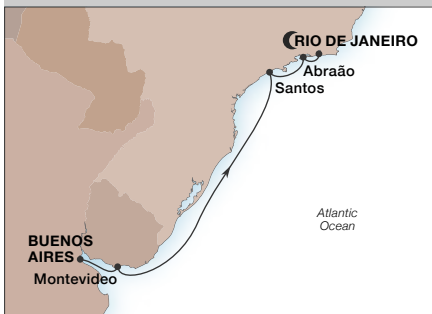 RIO DE JANEIRO
Abraão
Santos
Atlantic
Ocean
BUENOS
AIRES
Montevideo